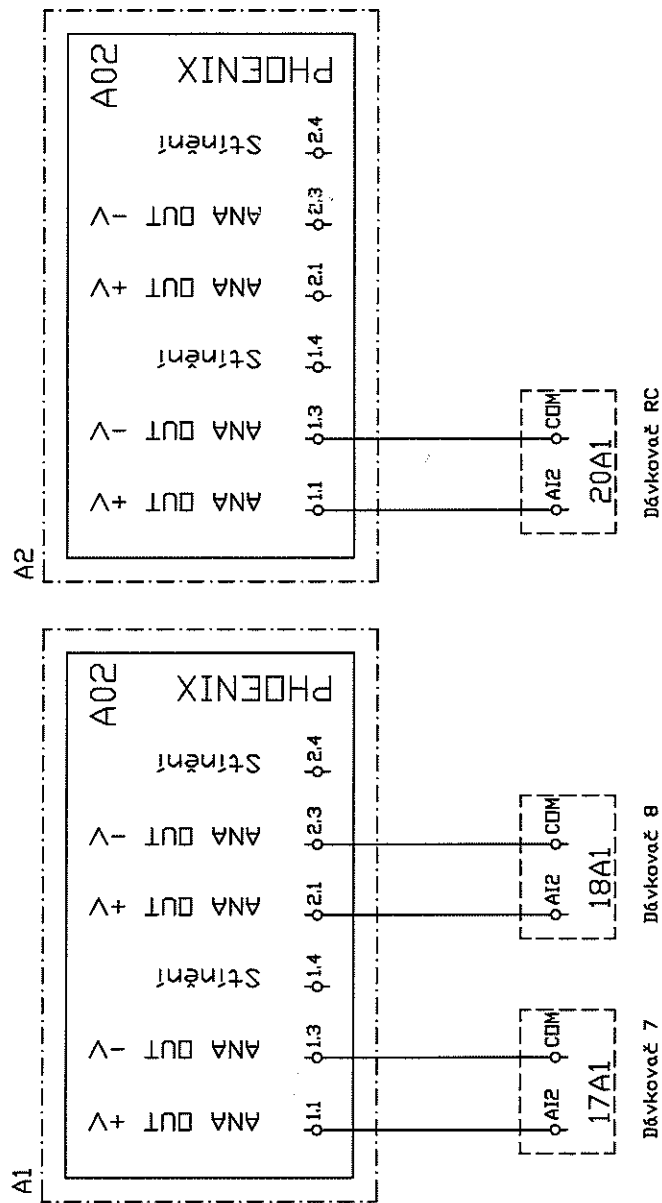 A2
A02
PHOENIX
ANA OUT +V
ANA OUT -V
Stínění
ANA OUT +V
ANA OUT -V
Stínění
1.1
1.3
1.4
2.1
2.3
2.4
AI2
COM
20A1
Dávkovač RC
A1
A02
PHOENIX
ANA OUT +V
ANA OUT -V
Stínění
ANA OUT +V
ANA OUT -V
Stínění
1.1
1.3
1.4
2.1
2.3
2.4
AI2
COM
17A1
Dávkovač 7
AI2
COM
18A1
Dávkovač 8